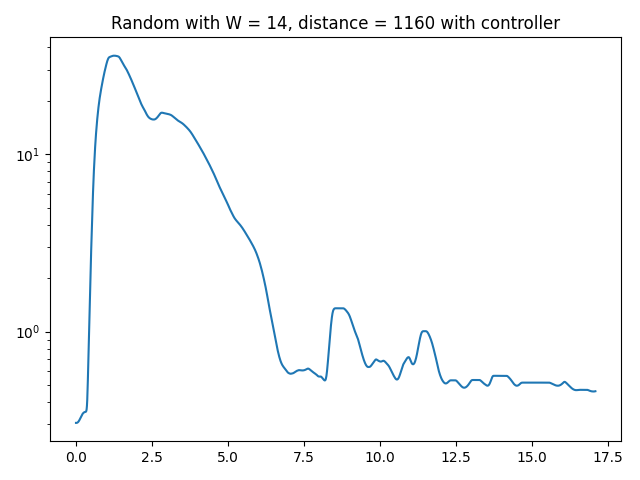 Random with W = 14, distance = 1160 with controller
10¹
10⁰
0.0 2.5 5.0 7.5 10.0 12.5 15.0 17.5